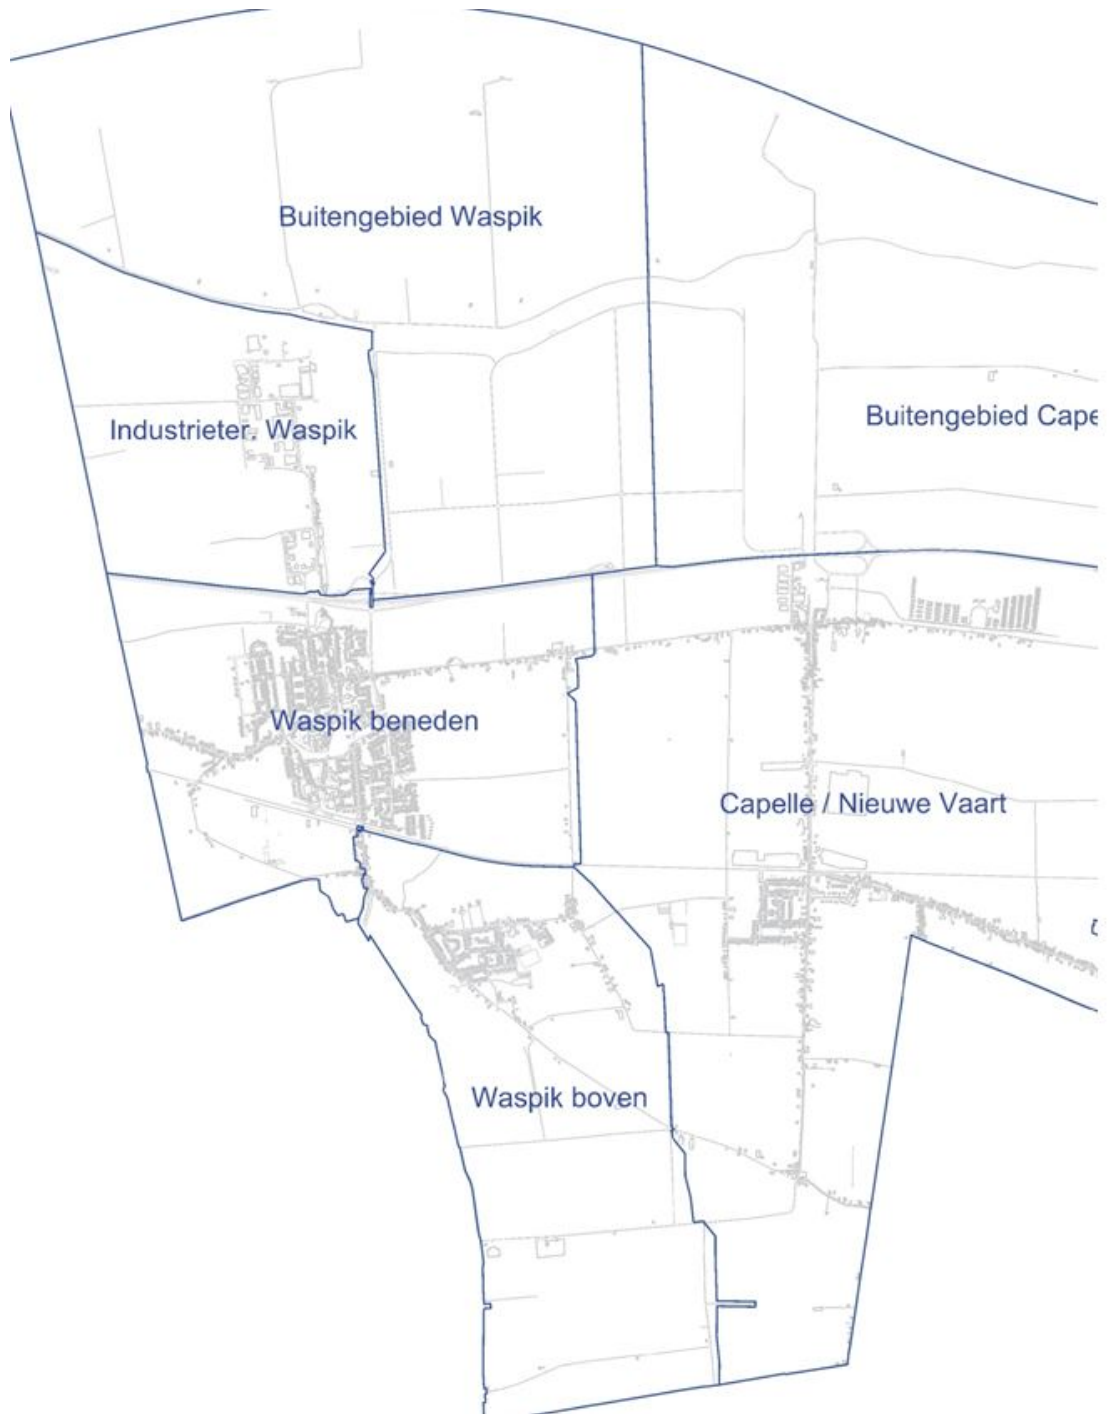 Buitengebied Waspik
Industrieter. Waspik
Buitengebied Cape
Waspik beneden
Capelle / Nieuwe Vaart
Waspik boven